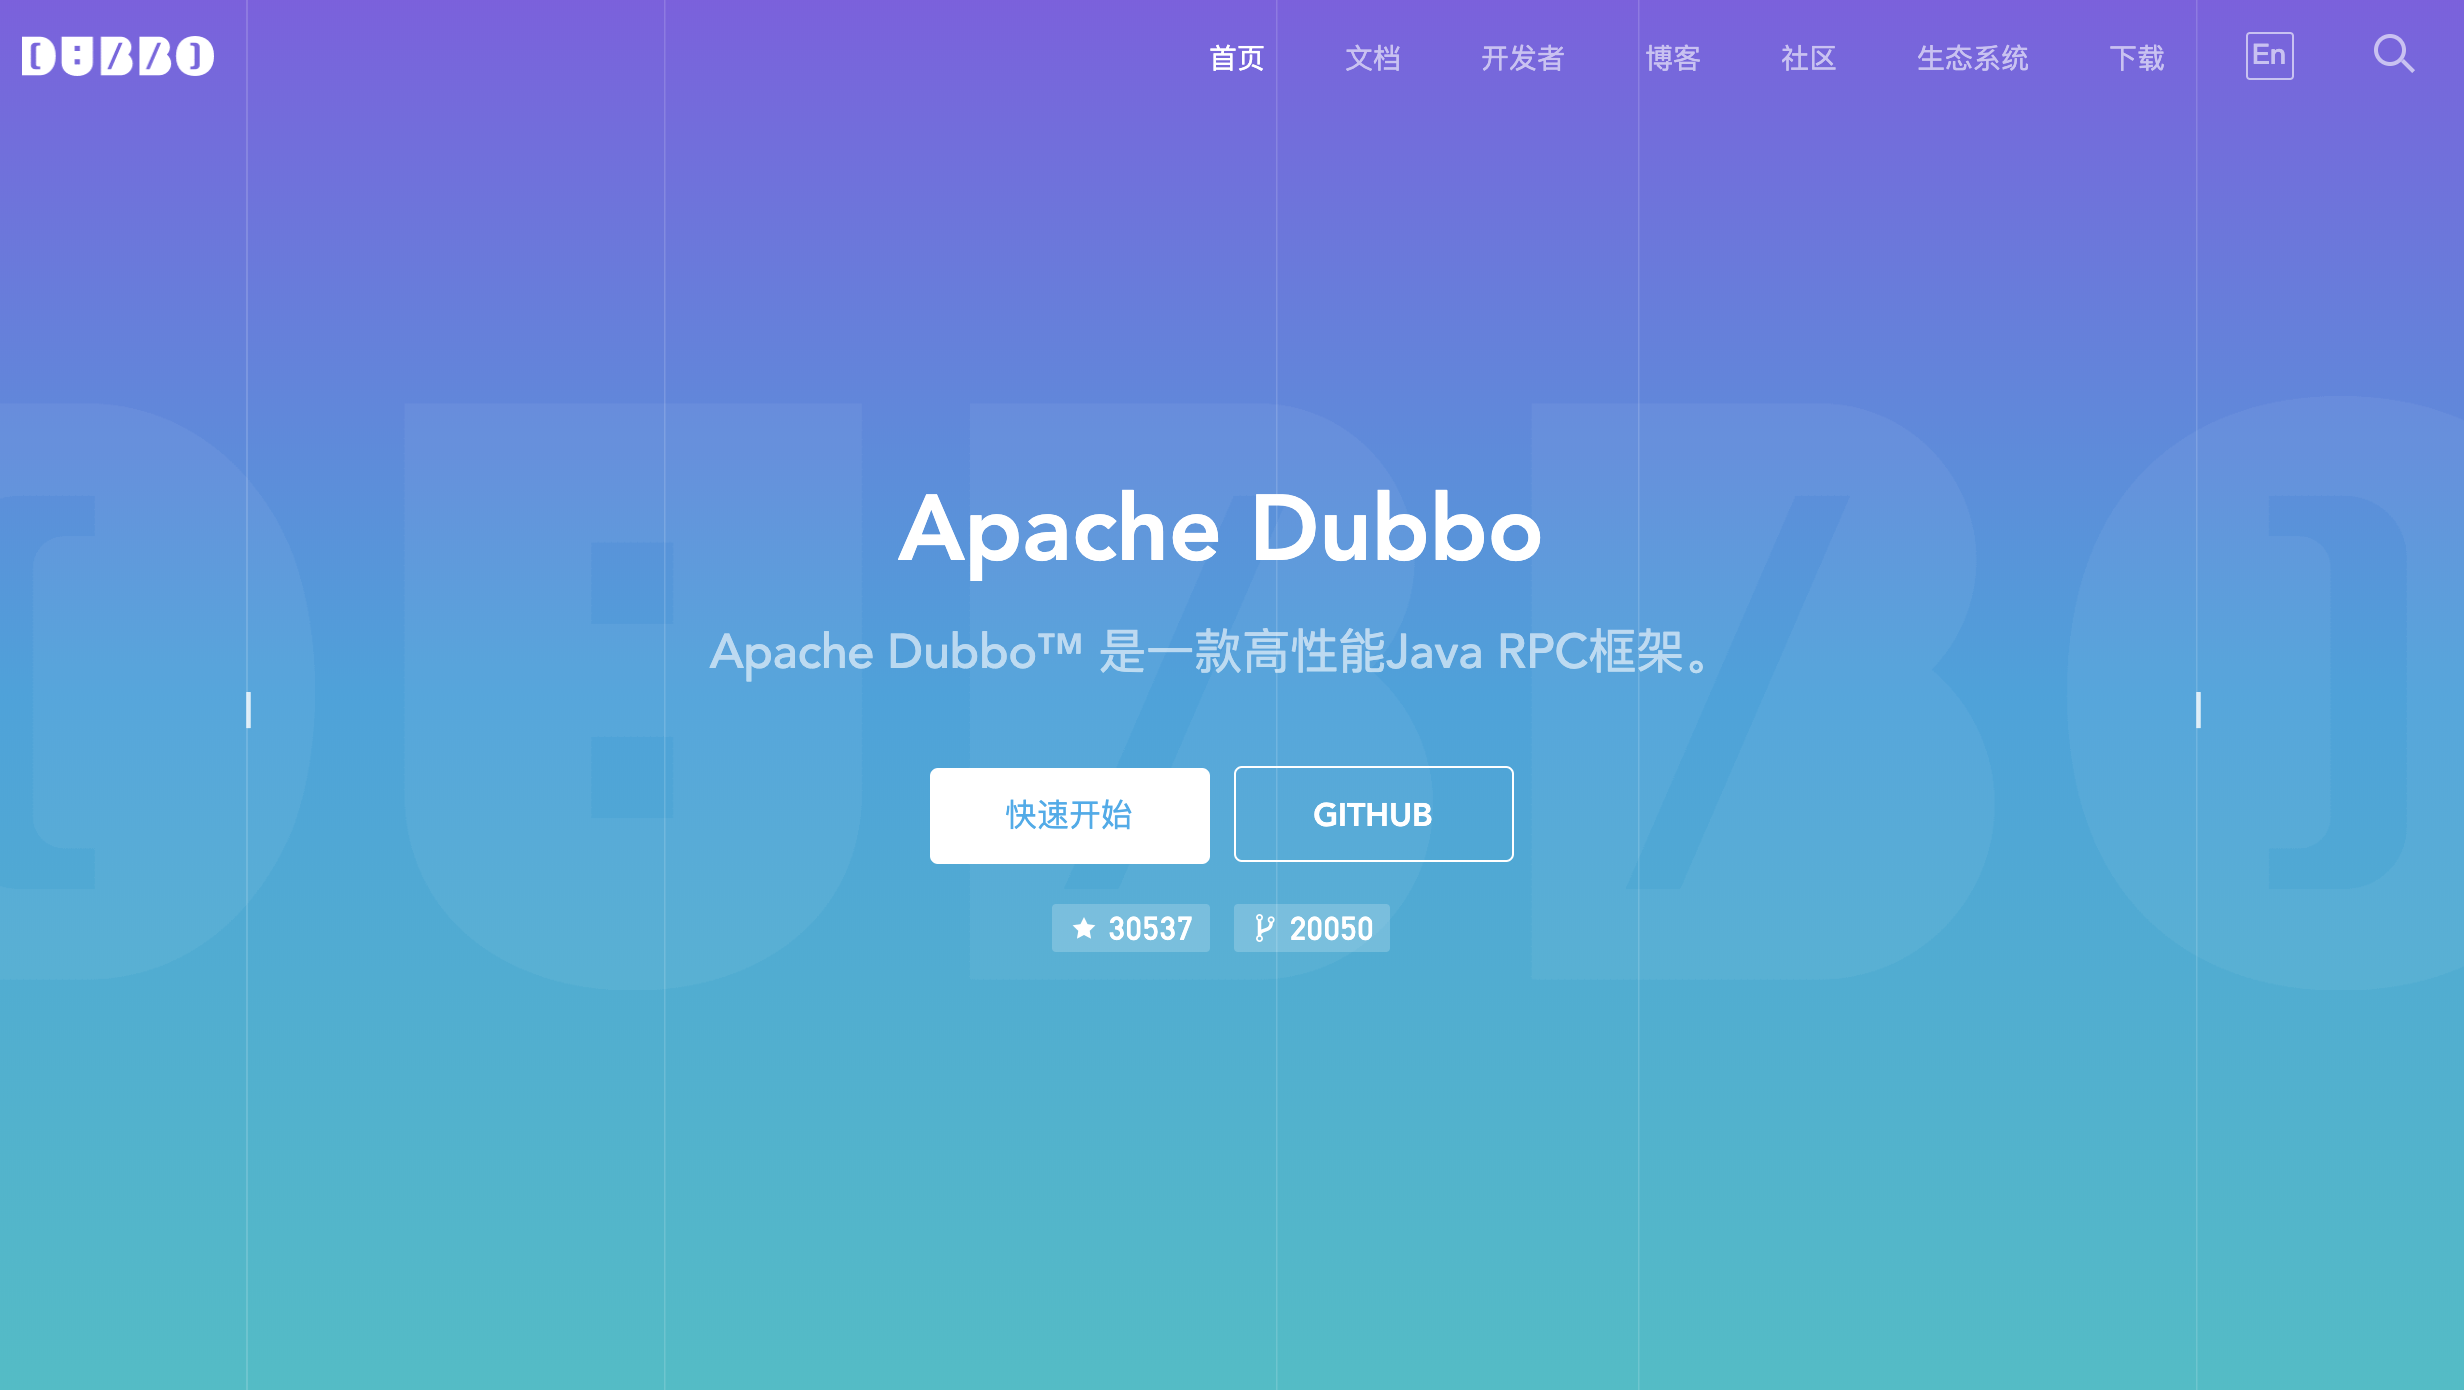 DUBBO
首页 文档 开发者 博客 社区 生态系统 下载 En
DUBBO
Apache Dubbo
Apache Dubbo™ 是一款高性能Java RPC框架。
快速开始 GITHUB
30537 20050